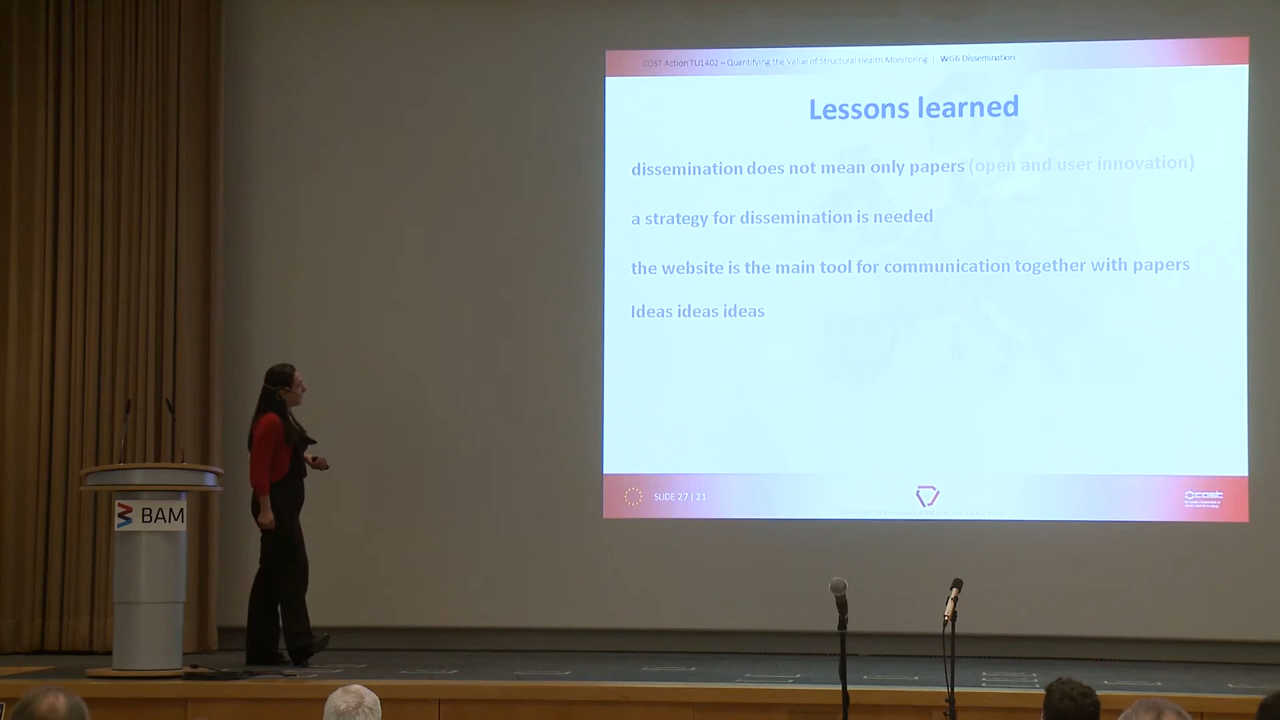 COST Action TU1402 – Quantifying the Value of Structural Health Monitoring | WG6 Dissemination
Lessons learned
dissemination does not mean only papers (open and user innovation)
a strategy for dissemination is needed
the website is the main tool for communication together with papers
Ideas ideas ideas
SLIDE 27 | 21
cost
BAM